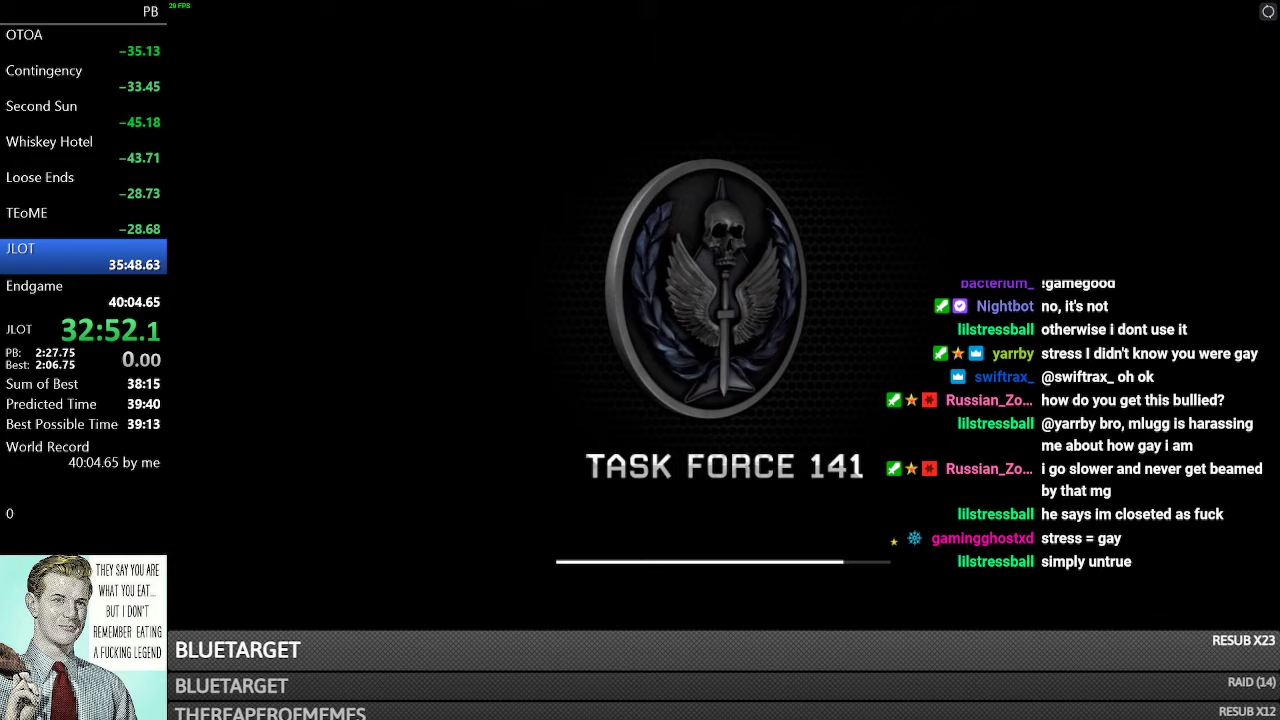 PB
29 FPS
OTOA
-35.13
Contingency
-33.45
Second Sun
-45.18
Whiskey Hotel
-43.71
Loose Ends
-28.73
TEoME
-28.68
JLOT
35:48.63
Endgame
40:04.65
JLOT 32:52.1
PB: 2:27.75
Best: 2:06.75
0.00
Sum of Best 38:15
Predicted Time 39:40
Best Possible Time 39:13
World Record
40:04.65 by me
0
THEY SAY YOU ARE
WHAT YOU EAT...
BUT I DON'T
REMEMBER EATING
A FUCKING LEGEND
TASK FORCE 141
bacterium_ !gamegood
Nightbot no, it's not
lilstressball otherwise i dont use it
yarrby stress I didn't know you were gay
swiftrax_ @swiftrax_ oh ok
Russian_Zo... how do you get this bullied?
lilstressball @yarrby bro, mlugg is harassing
me about how gay i am
Russian_Zo... i go slower and never get beamed
by that mg
lilstressball he says im closeted as fuck
gamingghostxd stress = gay
lilstressball simply untrue
BLUETARGET RESUB X23
BLUETARGET RAID (14)
THEREAPEROFMEMES RESUB X12